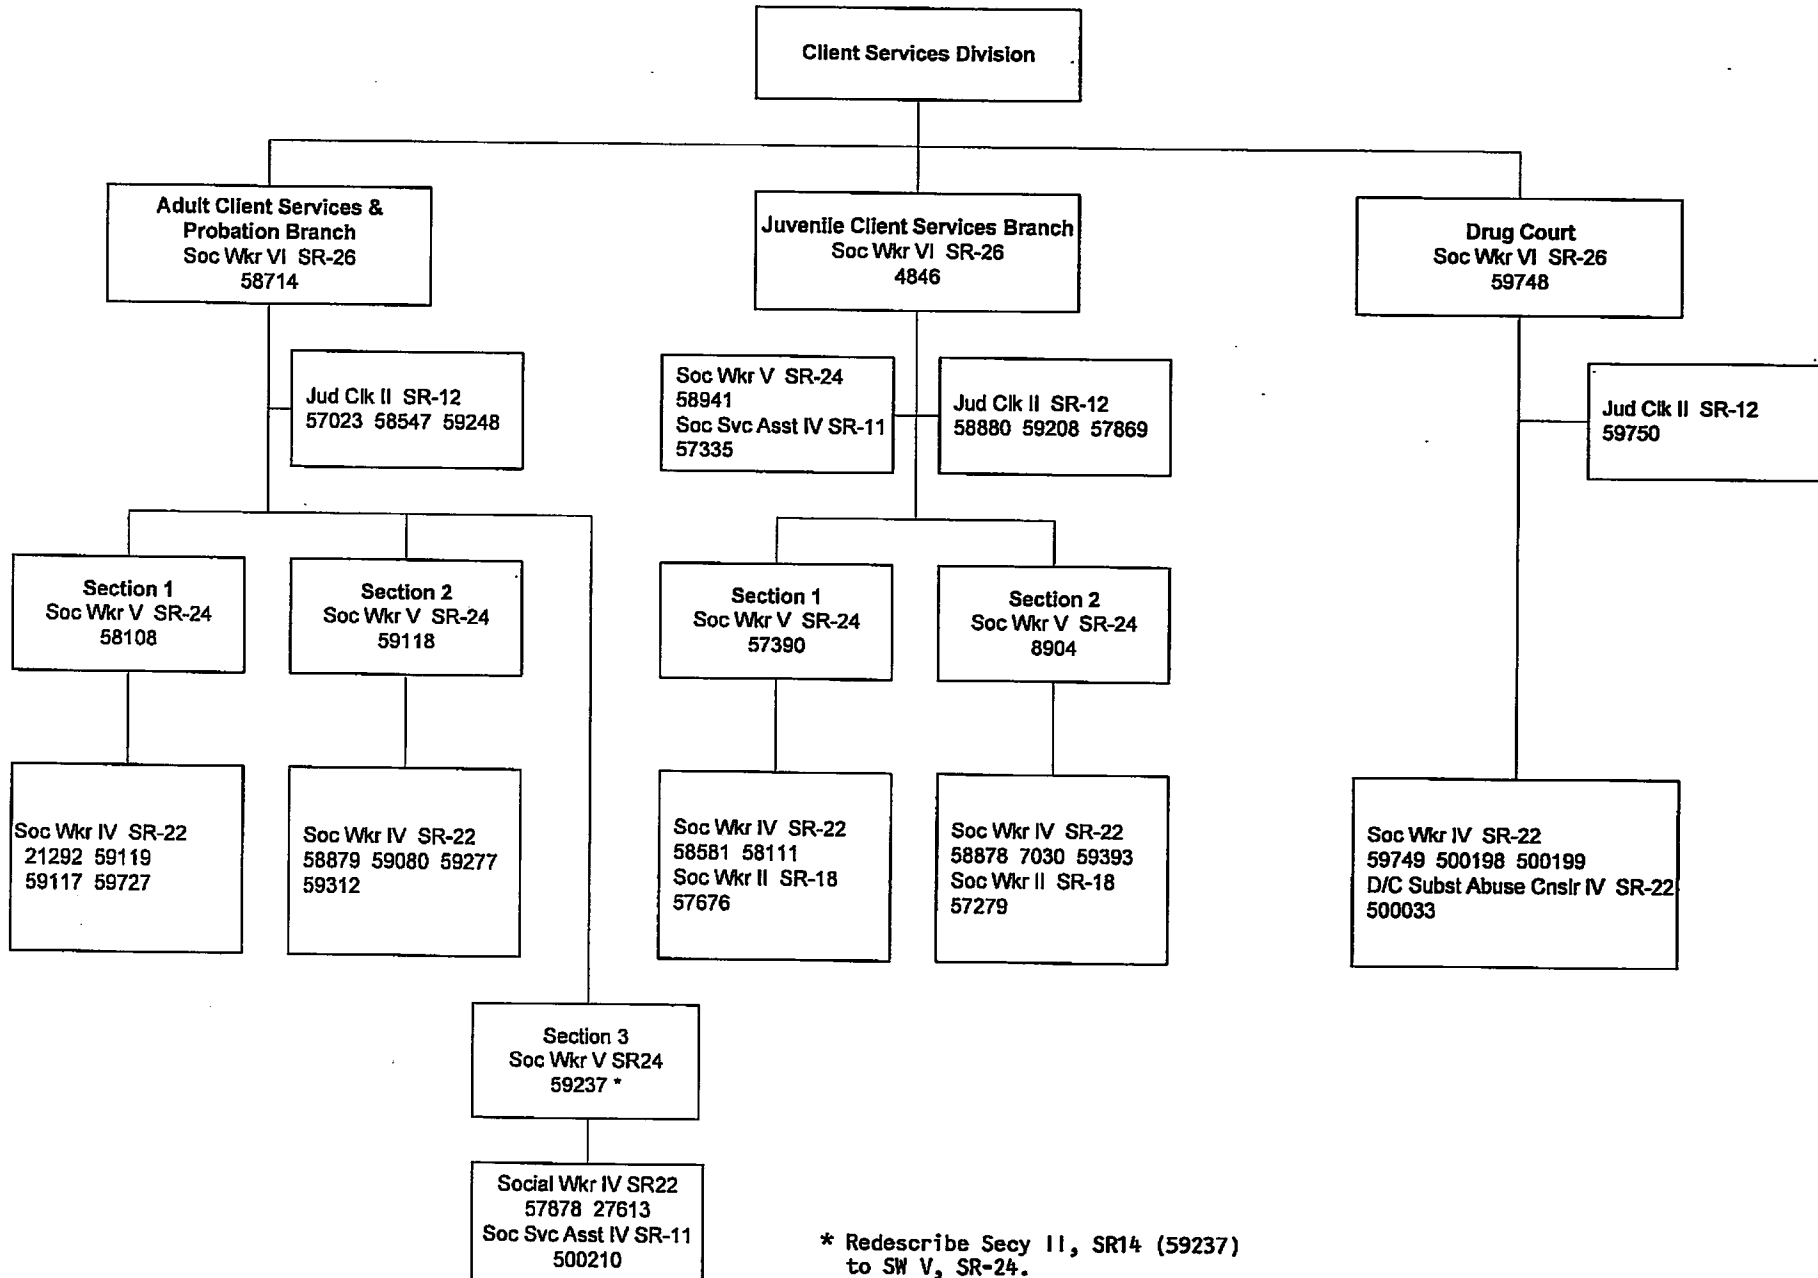 Client Services Division
Adult Client Services &
Probation Branch
Soc Wkr VI SR-26
58714
Juvenile Client Services Branch
Soc Wkr VI SR-26
4846
Drug Court
Soc Wkr VI SR-26
59748
Jud Clk II SR-12
57023 58547 59248
Soc Wkr V SR-24
58941
Soc Svc Asst IV SR-11
57335
Jud Clk II SR-12
58880 59208 57869
Jud Clk II SR-12
59750
Section 1
Soc Wkr V SR-24
58108
Section 2
Soc Wkr V SR-24
59118
Section 1
Soc Wkr V SR-24
57390
Section 2
Soc Wkr V SR-24
8904
Soc Wkr IV SR-22
21292 59119
59117 59727
Soc Wkr IV SR-22
58879 59080 59277
59312
Soc Wkr IV SR-22
58581 58111
Soc Wkr II SR-18
57676
Soc Wkr IV SR-22
58878 7030 59393
Soc Wkr II SR-18
57279
Soc Wkr IV SR-22
59749 500198 500199
D/C Subst Abuse Cnslr IV SR-22
500033
Section 3
Soc Wkr V SR24
59237 *
Social Wkr IV SR22
57878 27613
Soc Svc Asst IV SR-11
500210
* Redescribe Secy II, SR14 (59237)
to SW V, SR-24.